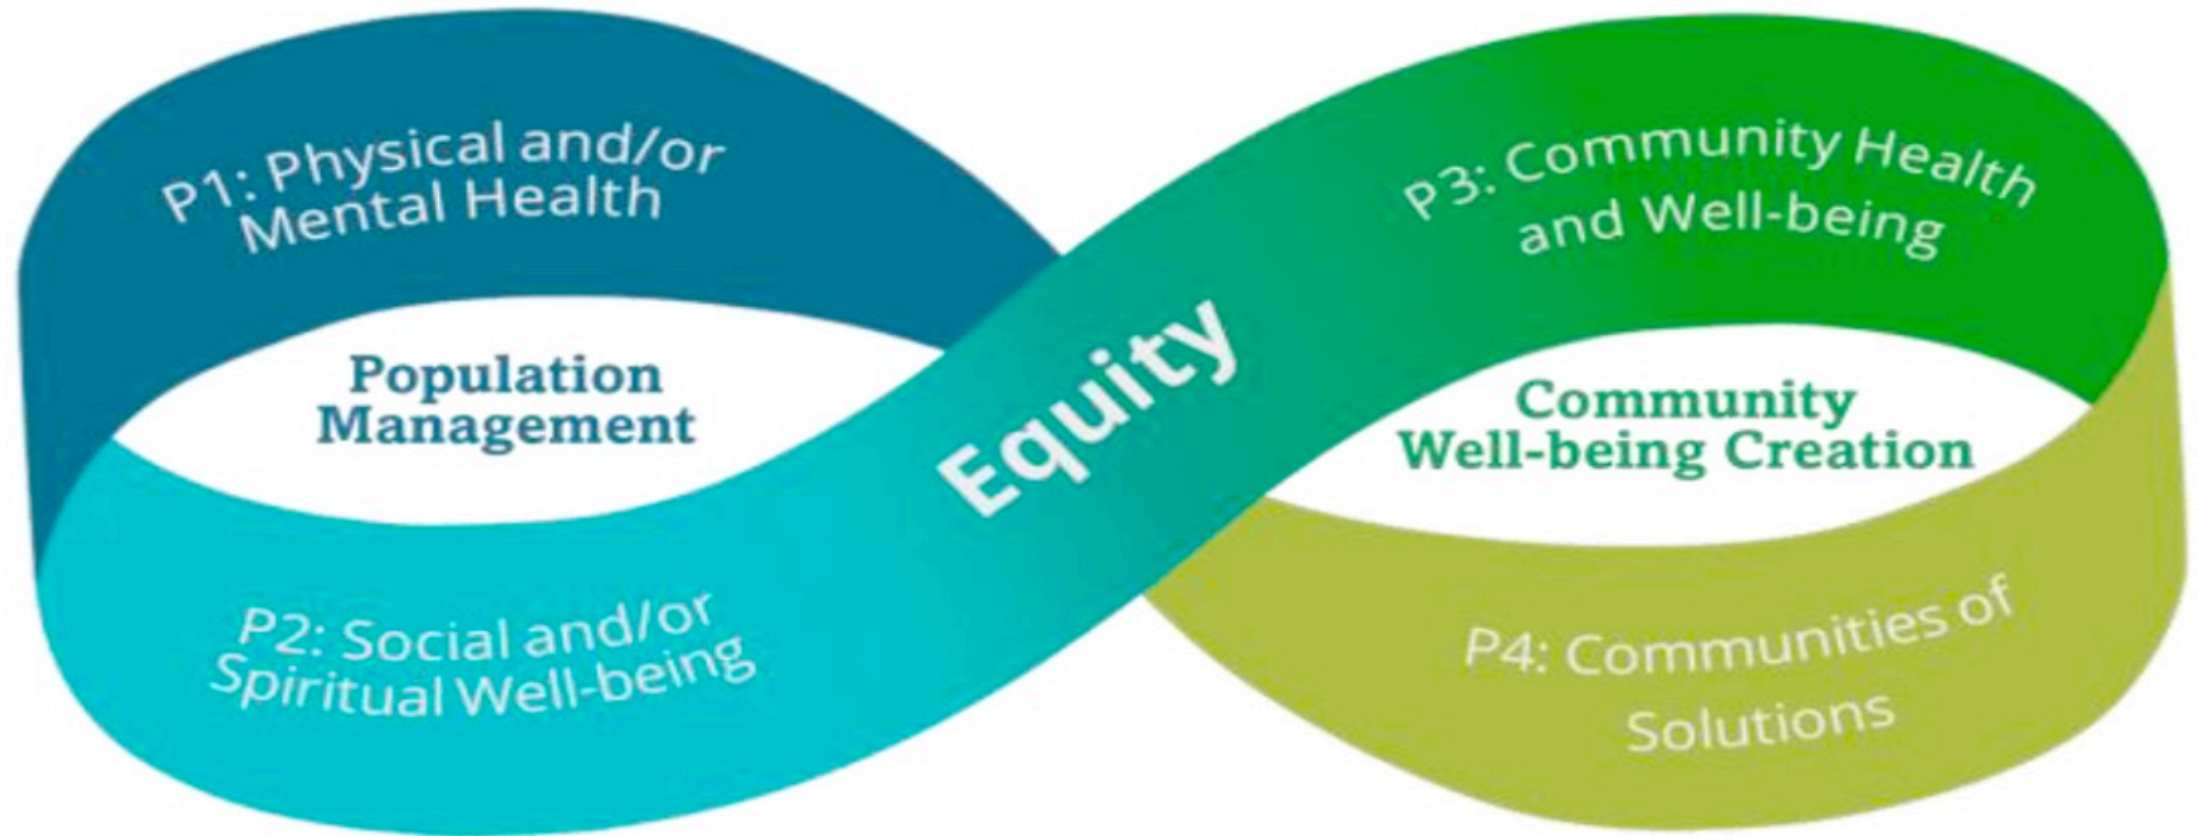 P1: Physical and/or
Mental Health
Population
Management
P2: Social and/or
Spiritual Well-being
Equity
P3: Community Health
and Well-being
Community
Well-being Creation
P4: Communities of
Solutions